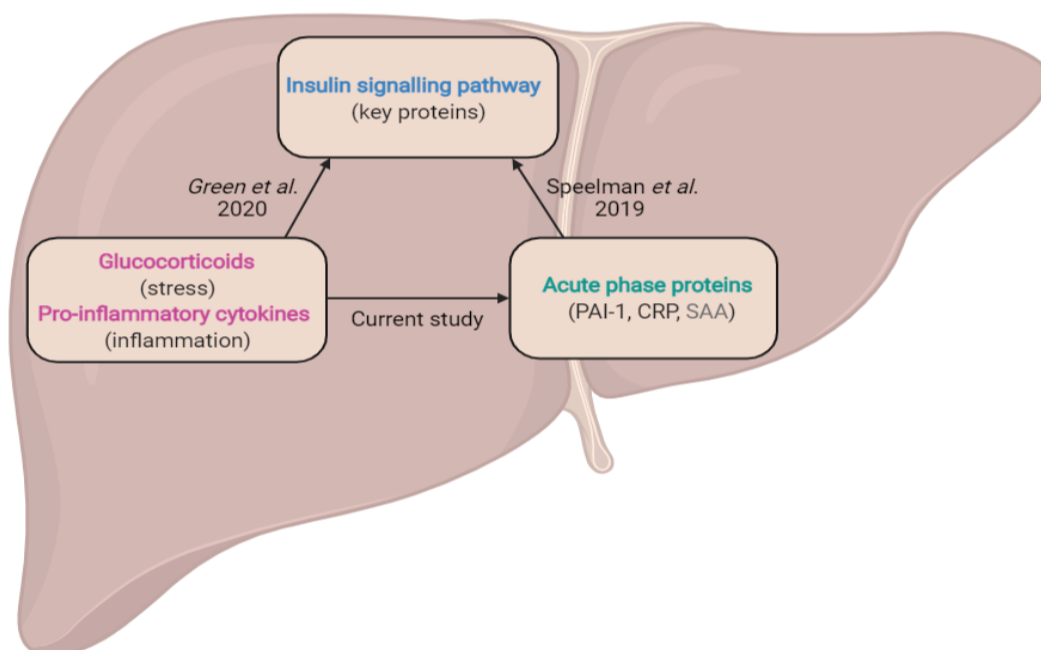 Insulin signalling pathway
(key proteins)
Green et al.
2020
Speelman et al.
2019
Glucocorticoids
(stress)
Pro-inflammatory cytokines
(inflammation)
Current study
Acute phase proteins
(PAI-1, CRP, SAA)